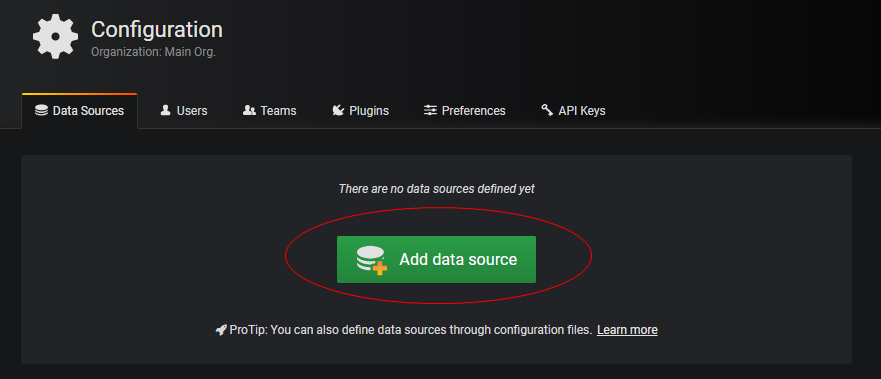 Configuration
Organization: Main Org.
Data Sources Users Teams Plugins Preferences API Keys
There are no data sources defined yet
Add data source
ProTip: You can also define data sources through configuration files. Learn more